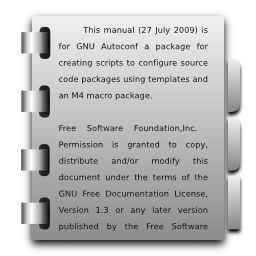 This manual (27 July 2009) is
for GNU Autoconf a package for
creating scripts to configure source
code packages using templates and
an M4 macro package.
Free Software Foundation,Inc.
Permission is granted to copy,
distribute and/or modify this
document under the terms of the
GNU Free Documentation License,
Version 1.3 or any later version
published by the Free Software